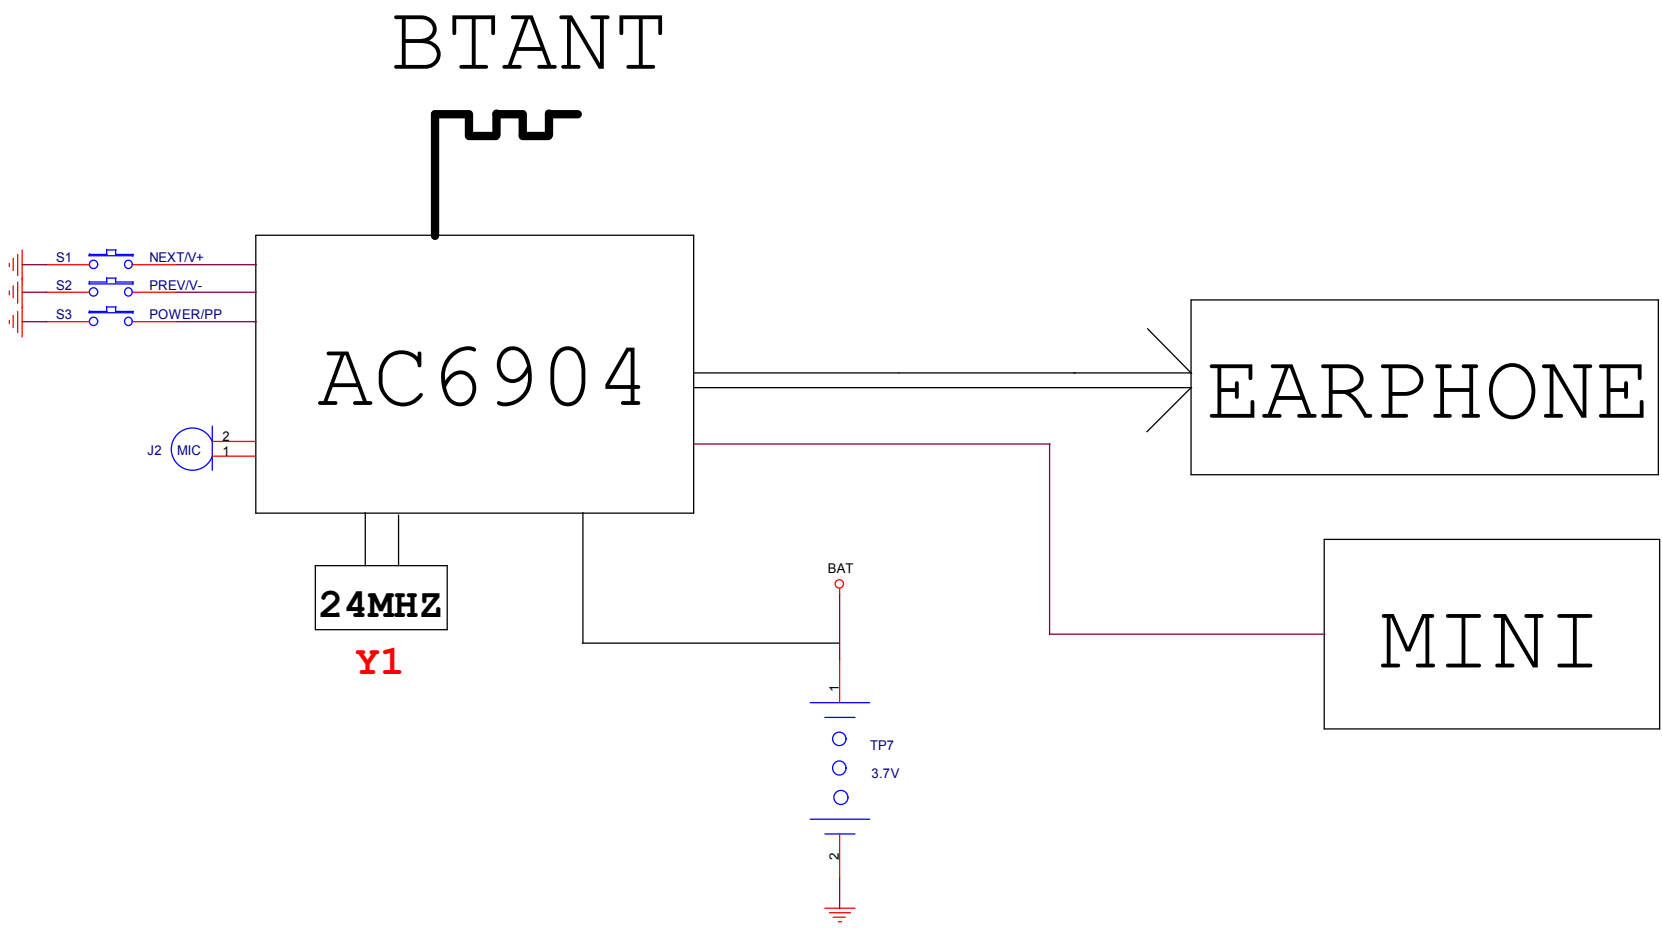 BTANT
S1 NEXT/V+
S2 PREV/V-
S3 POWER/PP
AC6904
EARPHONE
J2 MIC 2
1
24MHZ
Y1
BAT
MINI
1
TP7
3.7V
2